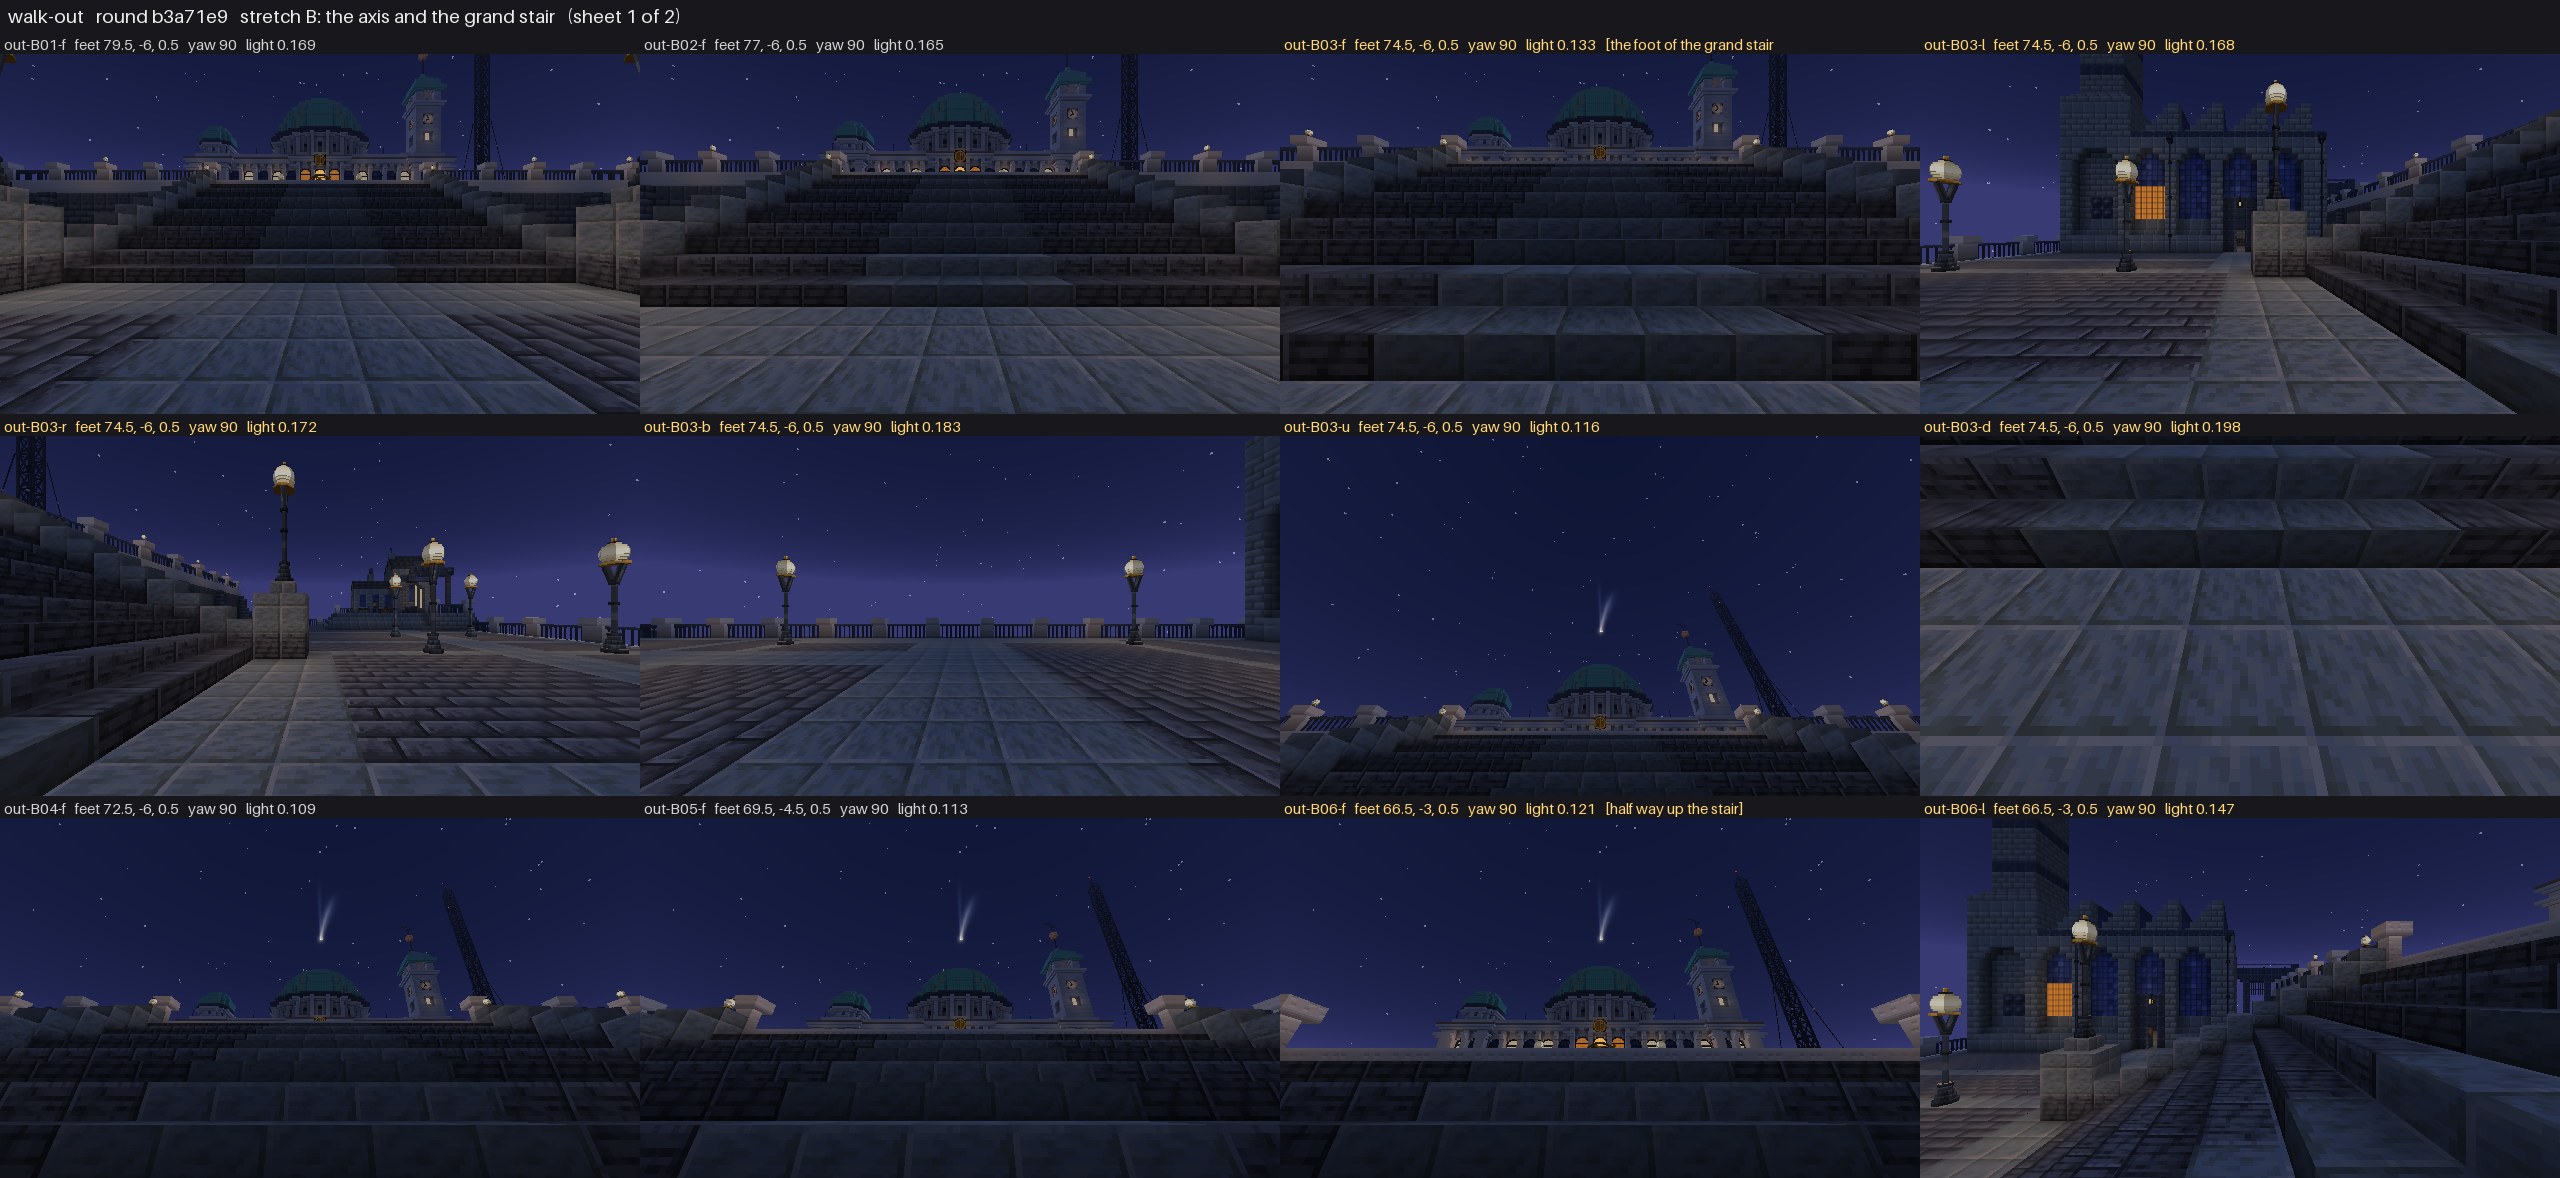 walk-out round b3a71e9 stretch B: the axis and the grand stair (sheet 1 of 2)
out-B01-f feet 79.5, -6, 0.5 yaw 90 light 0.169
out-B02-f feet 77, -6, 0.5 yaw 90 light 0.165
out-B03-f feet 74.5, -6, 0.5 yaw 90 light 0.133 [the foot of the grand stair
out-B03-l feet 74.5, -6, 0.5 yaw 90 light 0.168
out-B03-r feet 74.5, -6, 0.5 yaw 90 light 0.172
out-B03-b feet 74.5, -6, 0.5 yaw 90 light 0.183
out-B03-u feet 74.5, -6, 0.5 yaw 90 light 0.116
out-B03-d feet 74.5, -6, 0.5 yaw 90 light 0.198
out-B04-f feet 72.5, -6, 0.5 yaw 90 light 0.109
out-B05-f feet 69.5, -4.5, 0.5 yaw 90 light 0.113
out-B06-f feet 66.5, -3, 0.5 yaw 90 light 0.121 [half way up the stair]
out-B06-l feet 66.5, -3, 0.5 yaw 90 light 0.147